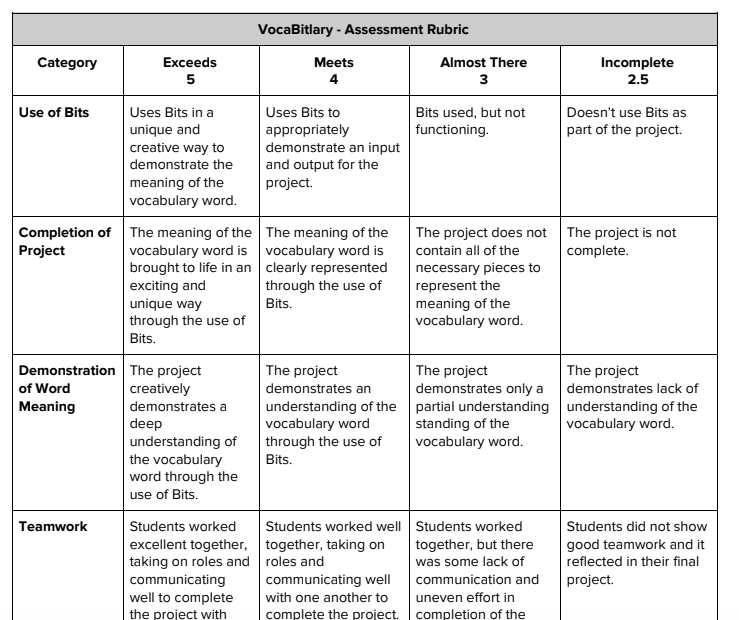 VocaBitlary - Assessment Rubric
Category
Exceeds
5
Meets
4
Almost There
3
Incomplete
2.5
Use of Bits
Uses Bits in a
unique and
creative way to
demonstrate the
meaning of the
vocabulary word.
Uses Bits to
appropriately
demonstrate an input
and output for the
project.
Bits used, but not
functioning.
Doesn't use Bits as
part of the project.
Completion of
Project
The meaning of the
vocabulary word is
brought to life in an
exciting and
unique way
through the use of
Bits.
The meaning of the
vocabulary word is
clearly represented
through the use of
Bits.
The project does not
contain all of the
necessary pieces to
represent the
meaning of the
vocabulary word.
The project is not
complete.
Demonstration
of Word
Meaning
The project
creatively
demonstrates a
deep
understanding of
the vocabulary
word through the
use of Bits.
The project
demonstrates an
understanding of the
vocabulary word
through the use of
Bits.
The project
demonstrates only a
partial understanding
standing of the
vocabulary word.
The project
demonstrates lack of
understanding of the
vocabulary word.
Teamwork
Students worked
excellent together,
taking on roles and
communicating
well to complete
the project with
Students worked well
together, taking on
roles and
communicating well
with one another to
complete the project.
Students worked
together, but there
was some lack of
communication and
uneven effort in
completion of the
Students did not show
good teamwork and it
reflected in their final
project.